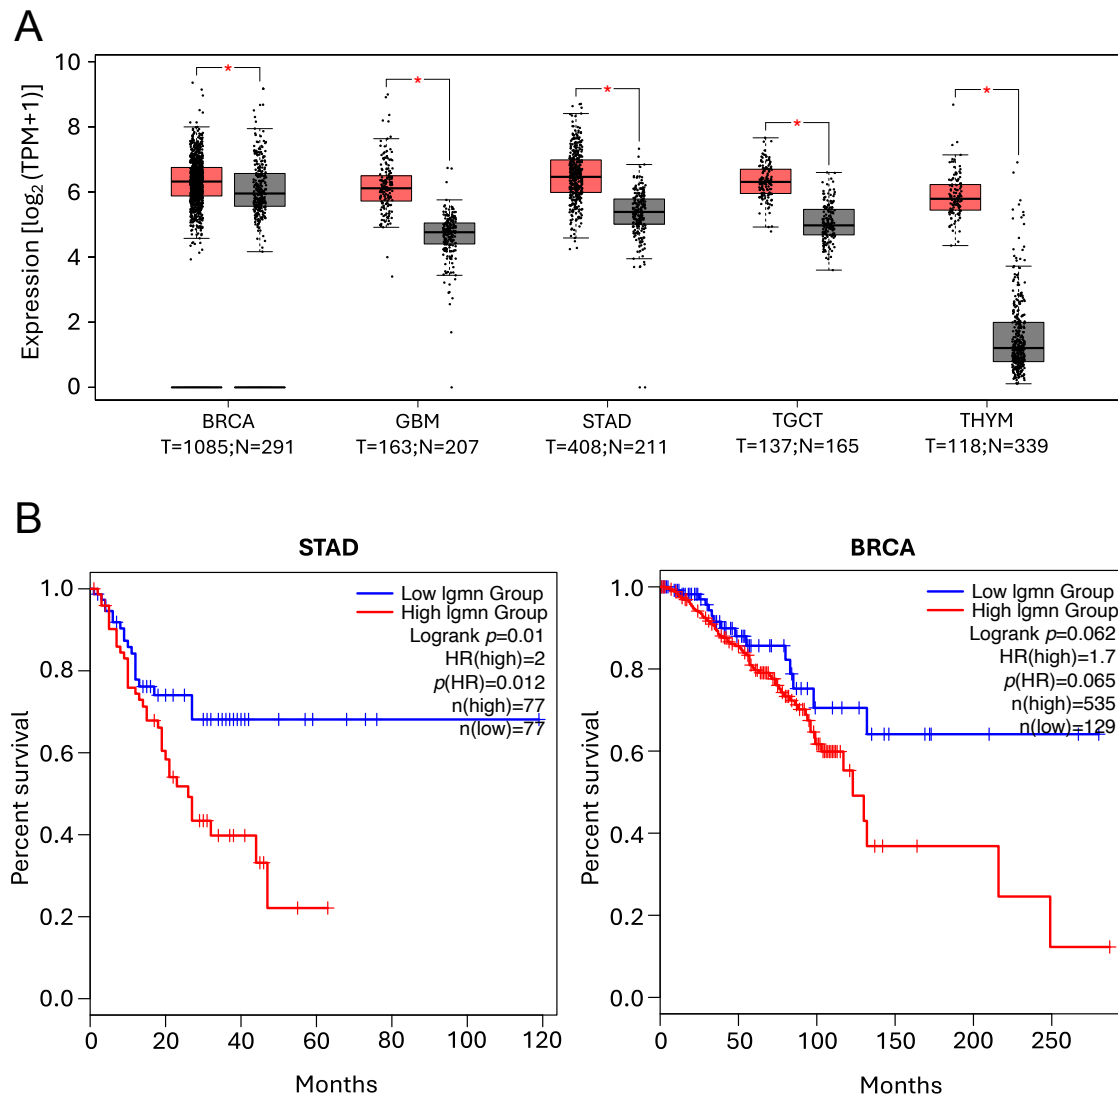 A
Expression [log₂ (TPM+1)]
10
8
6
4
2
0
* * * * *
BRCA GBM STAD TGCT THYM
T=1085;N=291 T=163;N=207 T=408;N=211 T=137;N=165 T=118;N=339
B
STAD
Percent survival
1.0
0.8
0.6
0.4
0.2
0.0
Low lgmn Group
High lgmn Group
Logrank p=0.01
HR(high)=2
p(HR)=0.012
n(high)=77
n(low)=77
0 20 40 60 80 100 120
Months
BRCA
Percent survival
1.0
0.8
0.6
0.4
0.2
0.0
Low lgmn Group
High lgmn Group
Logrank p=0.062
HR(high)=1.7
p(HR)=0.065
n(high)=535
n(low)=129
0 50 100 150 200 250
Months